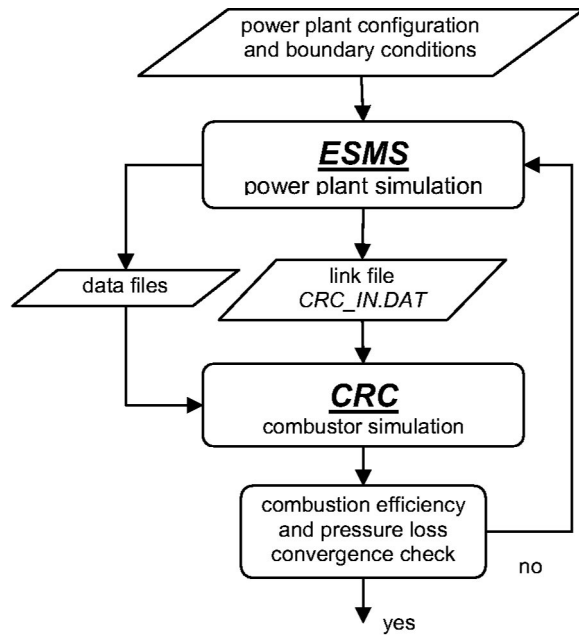 power plant configuration
and boundary conditions
ESMS
power plant simulation
data files
link file
CRC_IN.DAT
CRC
combustor simulation
combustion efficiency
and pressure loss
convergence check
no
yes